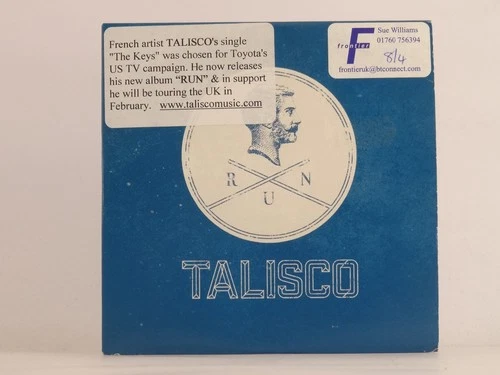 French artist TALISCO's single
"The Keys" was chosen for Toyota's
US TV campaign. He now releases
his new album "RUN" & in support
he will be touring the UK in
February. www.taliscomusic.com
Sue Williams
01760 756394
frontier
8/4
frontieruk@btconnect.com
R N
U
TALISCO